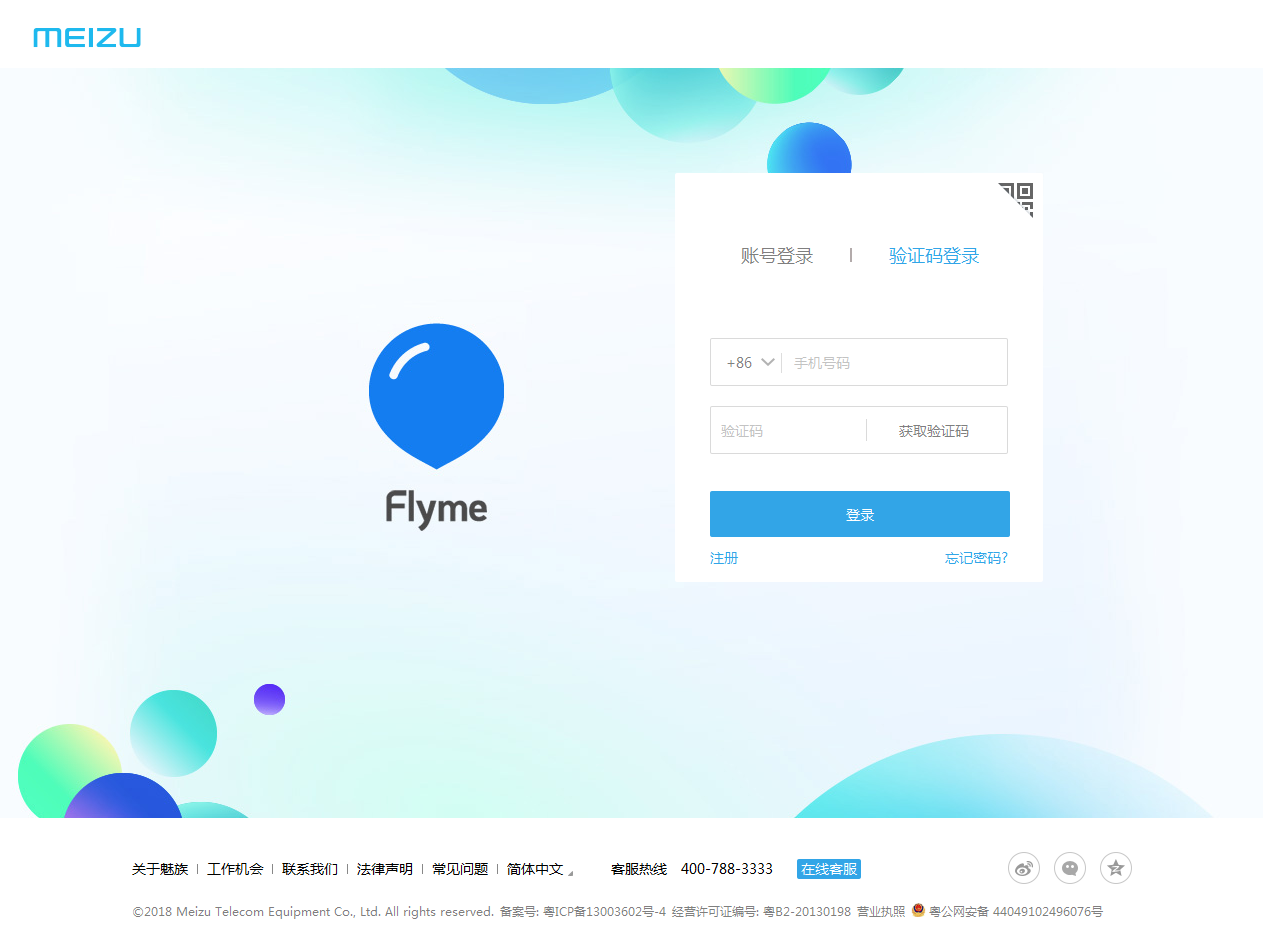 MEIZU
账号登录 | 验证码登录
+86 手机号码
验证码 获取验证码
Flyme
登录
注册 忘记密码?
关于魅族 | 工作机会 | 联系我们 | 法律声明 | 常见问题 | 简体中文 客服热线 400-788-3333 在线客服
©2018 Meizu Telecom Equipment Co., Ltd. All rights reserved. 备案号: 粤ICP备13003602号-4 经营许可证编号: 粤B2-20130198 营业执照 粤公网安备 44049102496076号